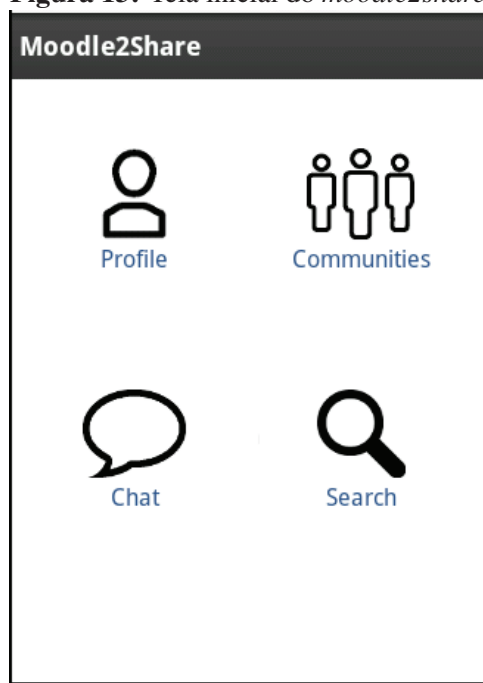 Figura 13: Tela inicial do moodle2share
Moodle2Share
Profile
Communities
Chat
Search